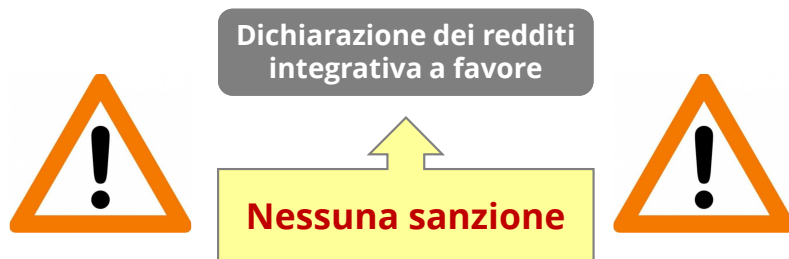 Dichiarazione dei redditi
integrativa a favore
Nessuna sanzione